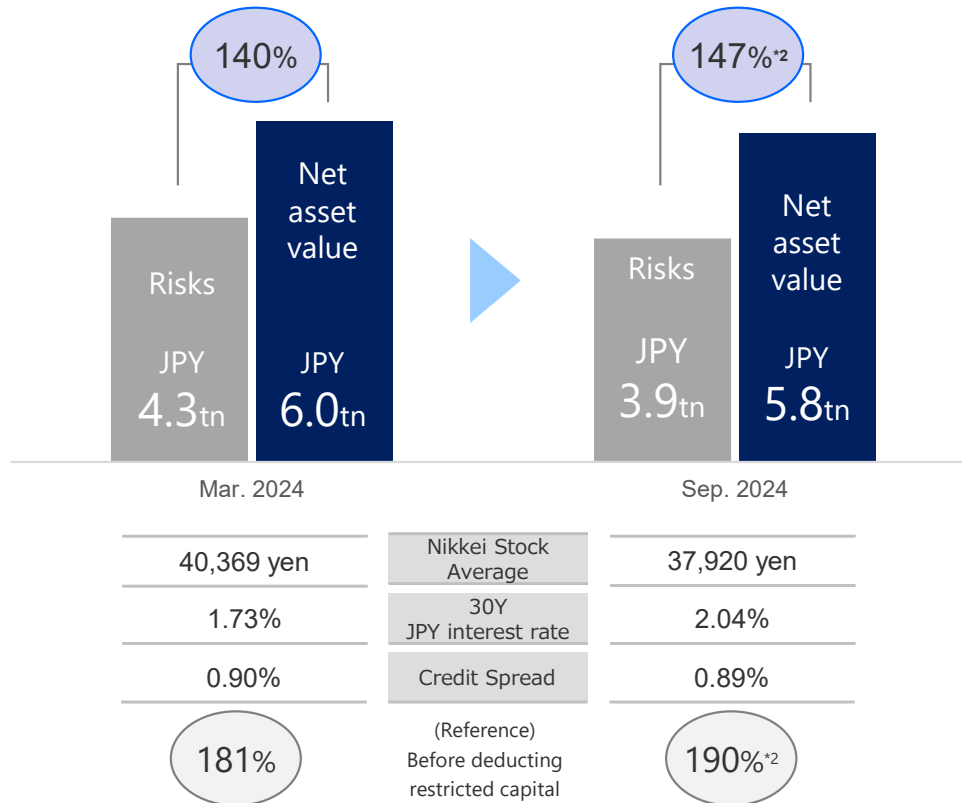 140%
147%*2
Net
asset
value
Risks
JPY
4.3tn
JPY
6.0tn
Net
asset
value
Risks
JPY
3.9tn
JPY
5.8tn
Mar. 2024
Sep. 2024
40,369 yen
Nikkei Stock
Average
37,920 yen
1.73%
30Y
JPY interest rate
2.04%
0.90%
Credit Spread
0.89%
181%
(Reference)
Before deducting
restricted capital
190%*2